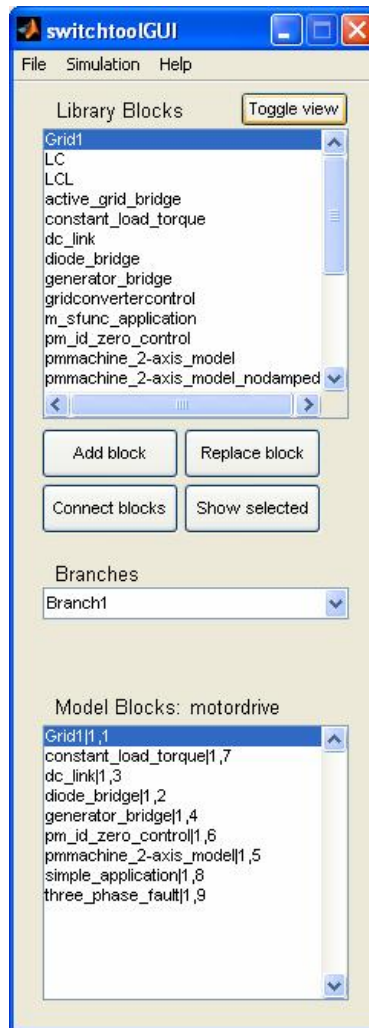 switchtoolGUI
File Simulation Help
Library Blocks Toggle view
Grid1
LC
LCL
active_grid_bridge
constant_load_torque
dc_link
diode_bridge
generator_bridge
gridconvertercontrol
m_sfunc_application
pm_id_zero_control
pmmachine_2-axis_model
pmmachine_2-axis_model_nodamped
Add block Replace block
Connect blocks Show selected
Branches
Branch1
Model Blocks: motordrive
Grid1|1,1
constant_load_torque|1,7
dc_link|1,3
diode_bridge|1,2
generator_bridge|1,4
pm_id_zero_control|1,6
pmmachine_2-axis_model|1,5
simple_application|1,8
three_phase_fault|1,9